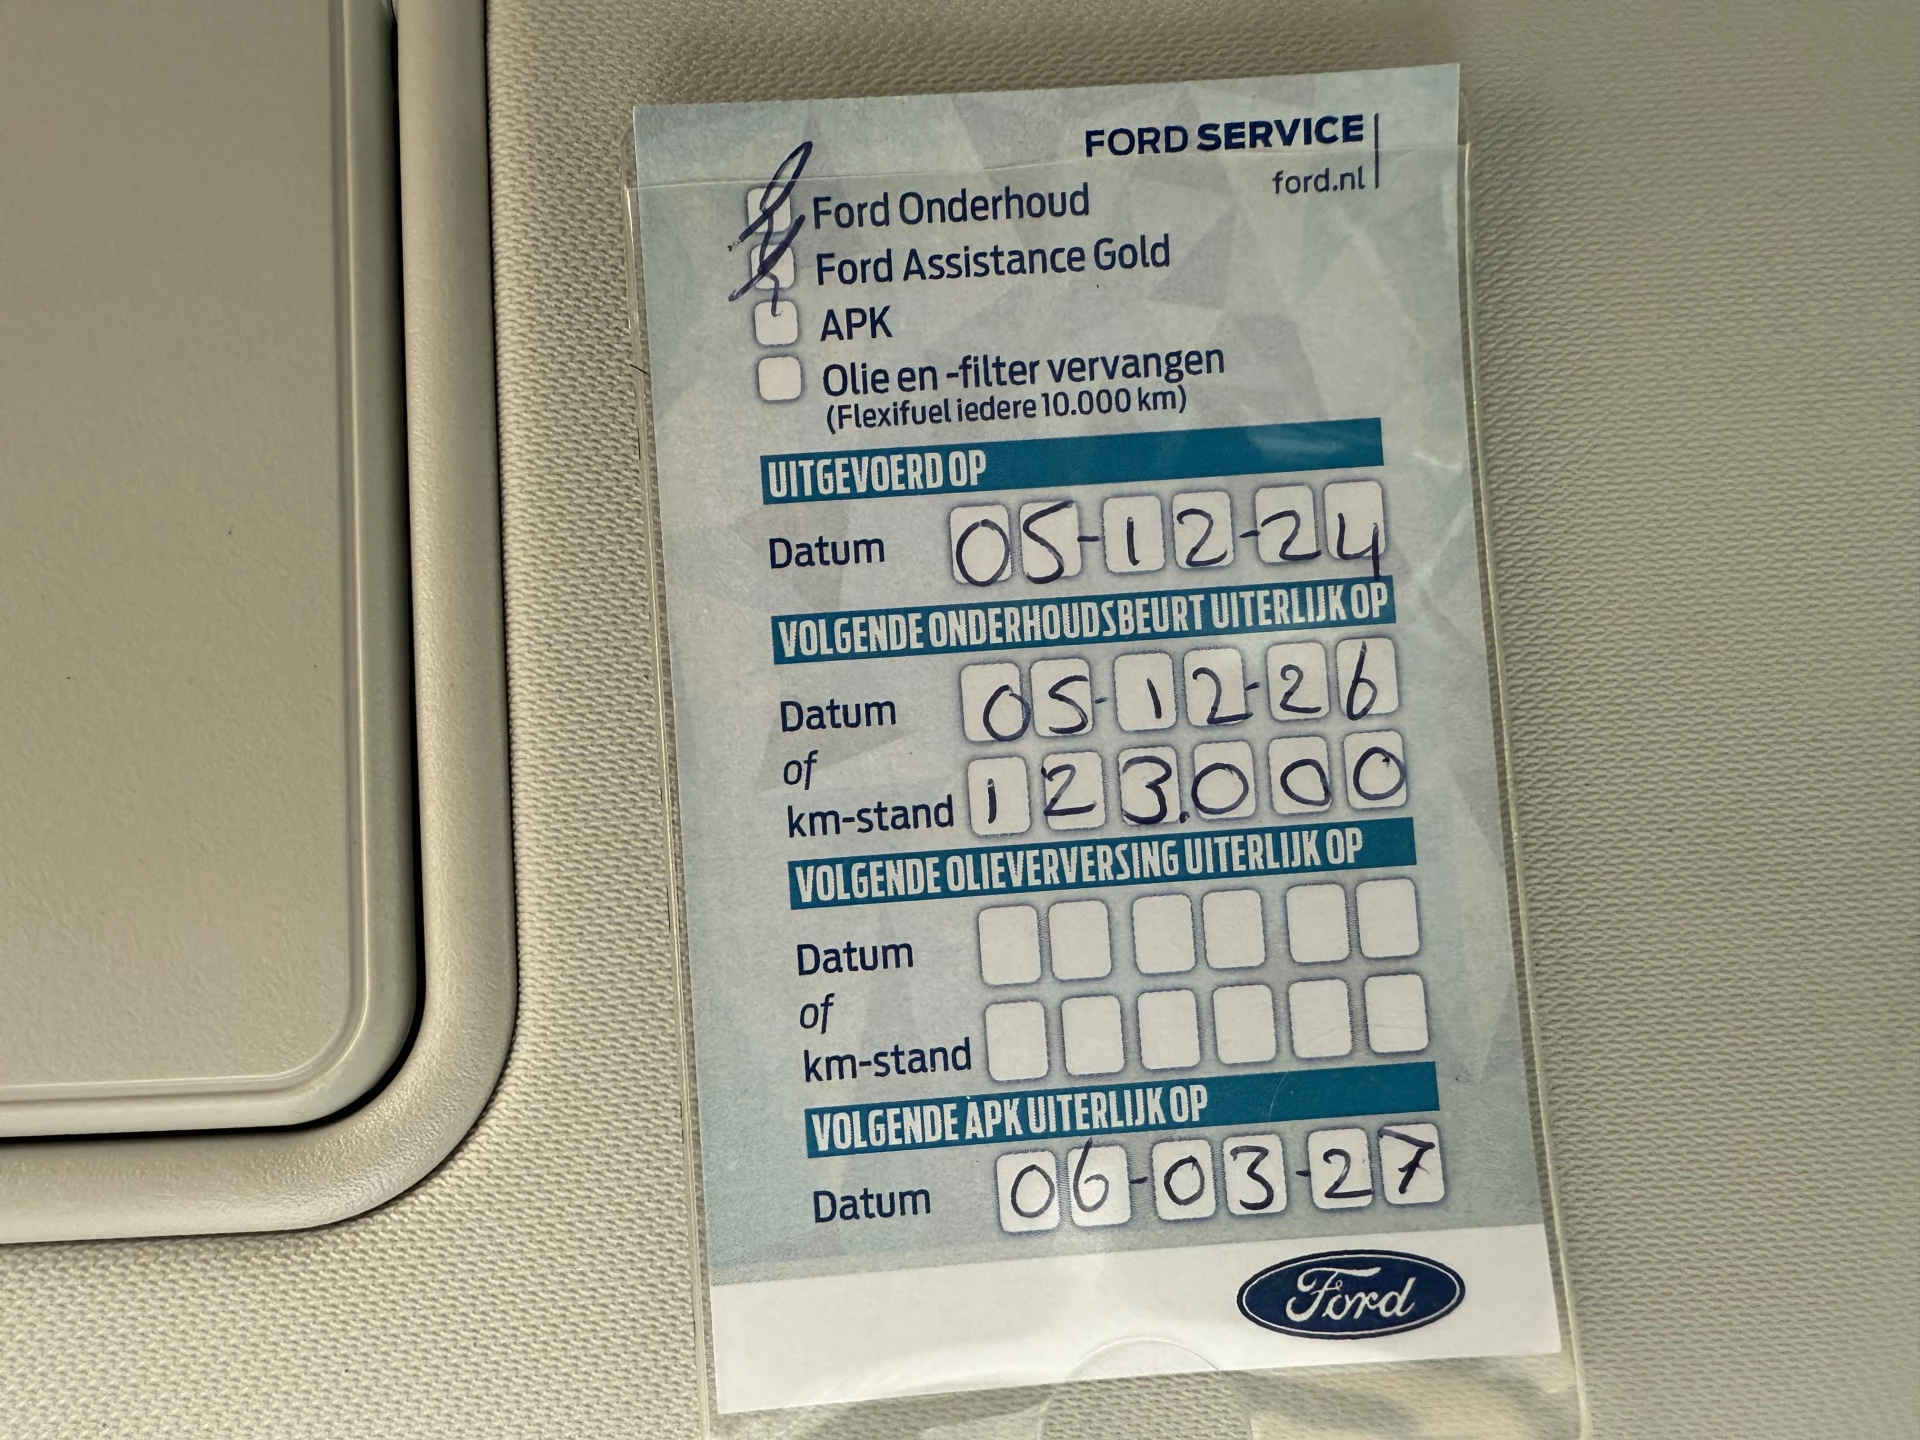 FORD SERVICE
ford.nl
Ford Onderhoud
Ford Assistance Gold
APK
Olie en -filter vervangen
(Flexifuel iedere 10.000 km)
UITGEVOERD OP
Datum 05-12-24
VOLGENDE ONDERHOUDSBEURT UITERLIJK OP
Datum 05-12-26
of
km-stand 123.000
VOLGENDE OLIEVERVERSING UITERLIJK OP
Datum
of
km-stand
VOLGENDE APK UITERLIJK OP
Datum 06-03-27
Ford